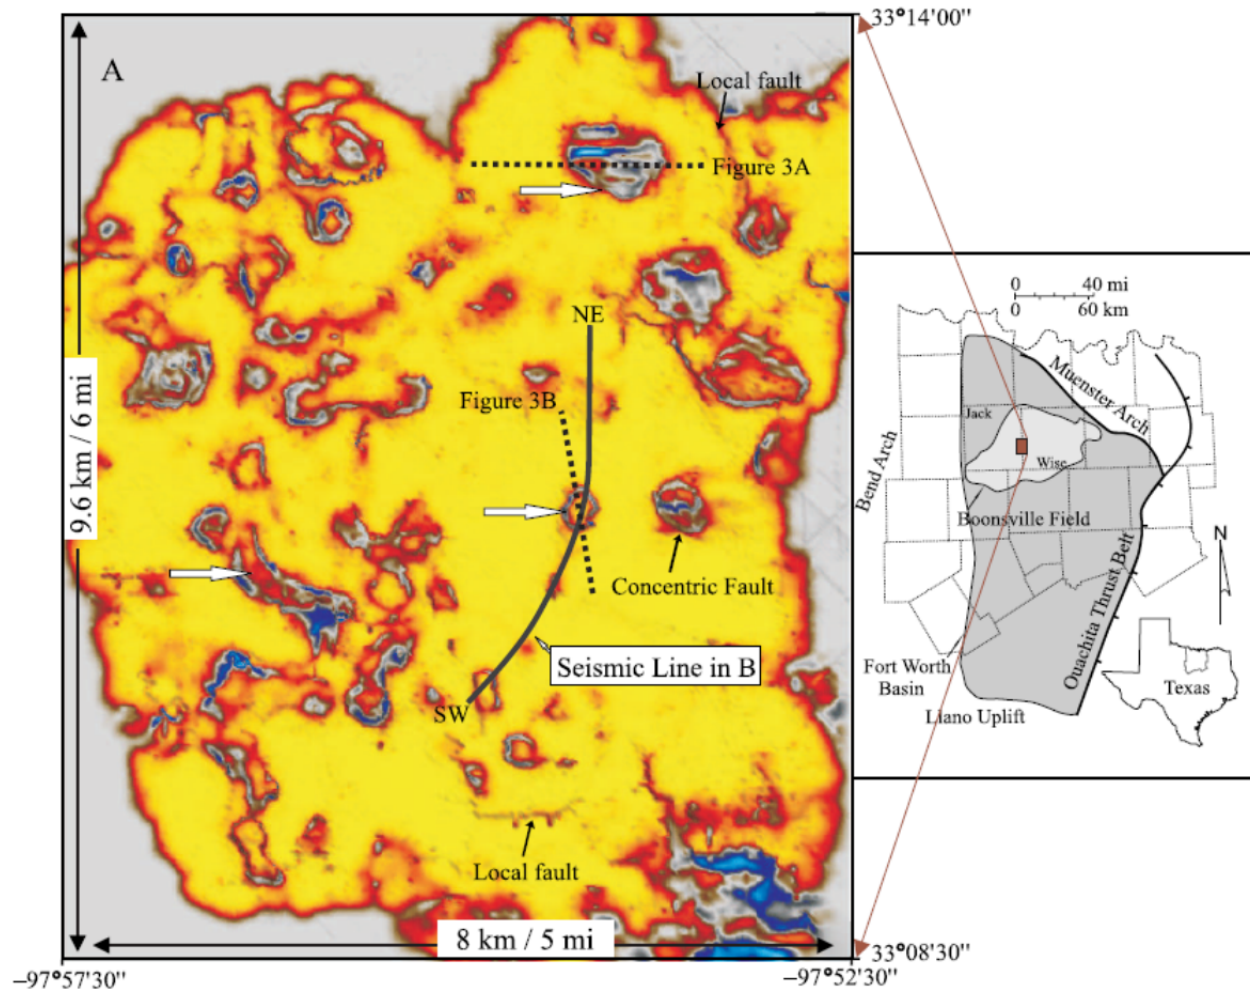 A
33°14'00"
Local fault
Figure 3A
NE
Figure 3B
9.6 km / 6 mi
Concentric Fault
Seismic Line in B
SW
Local fault
8 km / 5 mi
33°08'30"
–97°57'30"
–97°52'30"
0 40 mi
0 60 km
Muenster Arch
Jack
Bend Arch
Wise
Boonsville Field
N
Ouachita Thrust Belt
Fort Worth
Basin
Texas
Llano Uplift